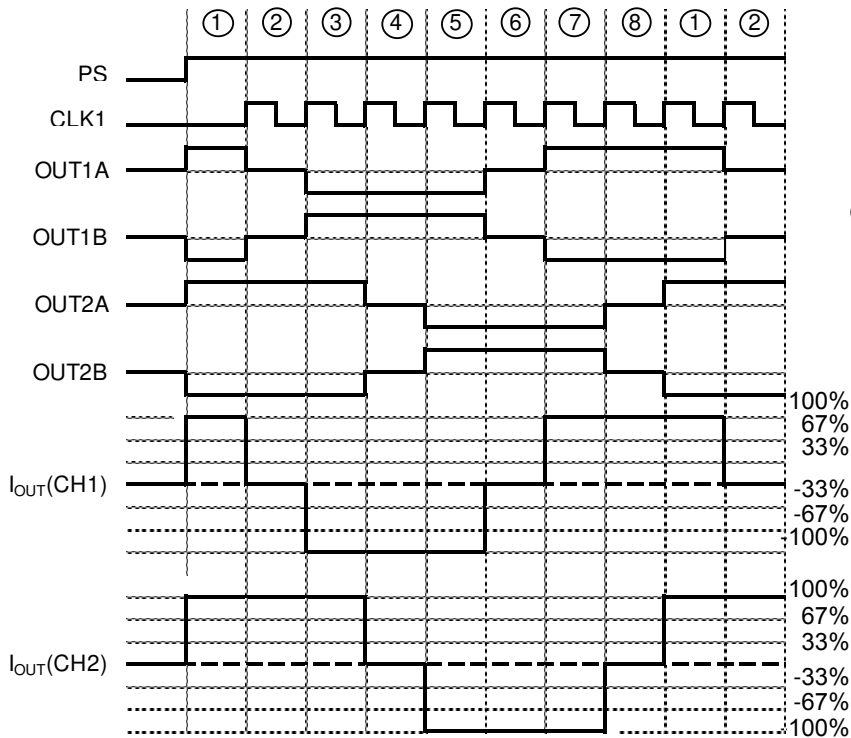 ① ② ③ ④ ⑤ ⑥ ⑦ ⑧ ① ②
PS
CLK1
OUT1A
OUT1B
OUT2A
OUT2B
100%
67%
33%
IOUT(CH1)
-33%
-67%
-100%
100%
67%
33%
IOUT(CH2)
-33%
-67%
-100%